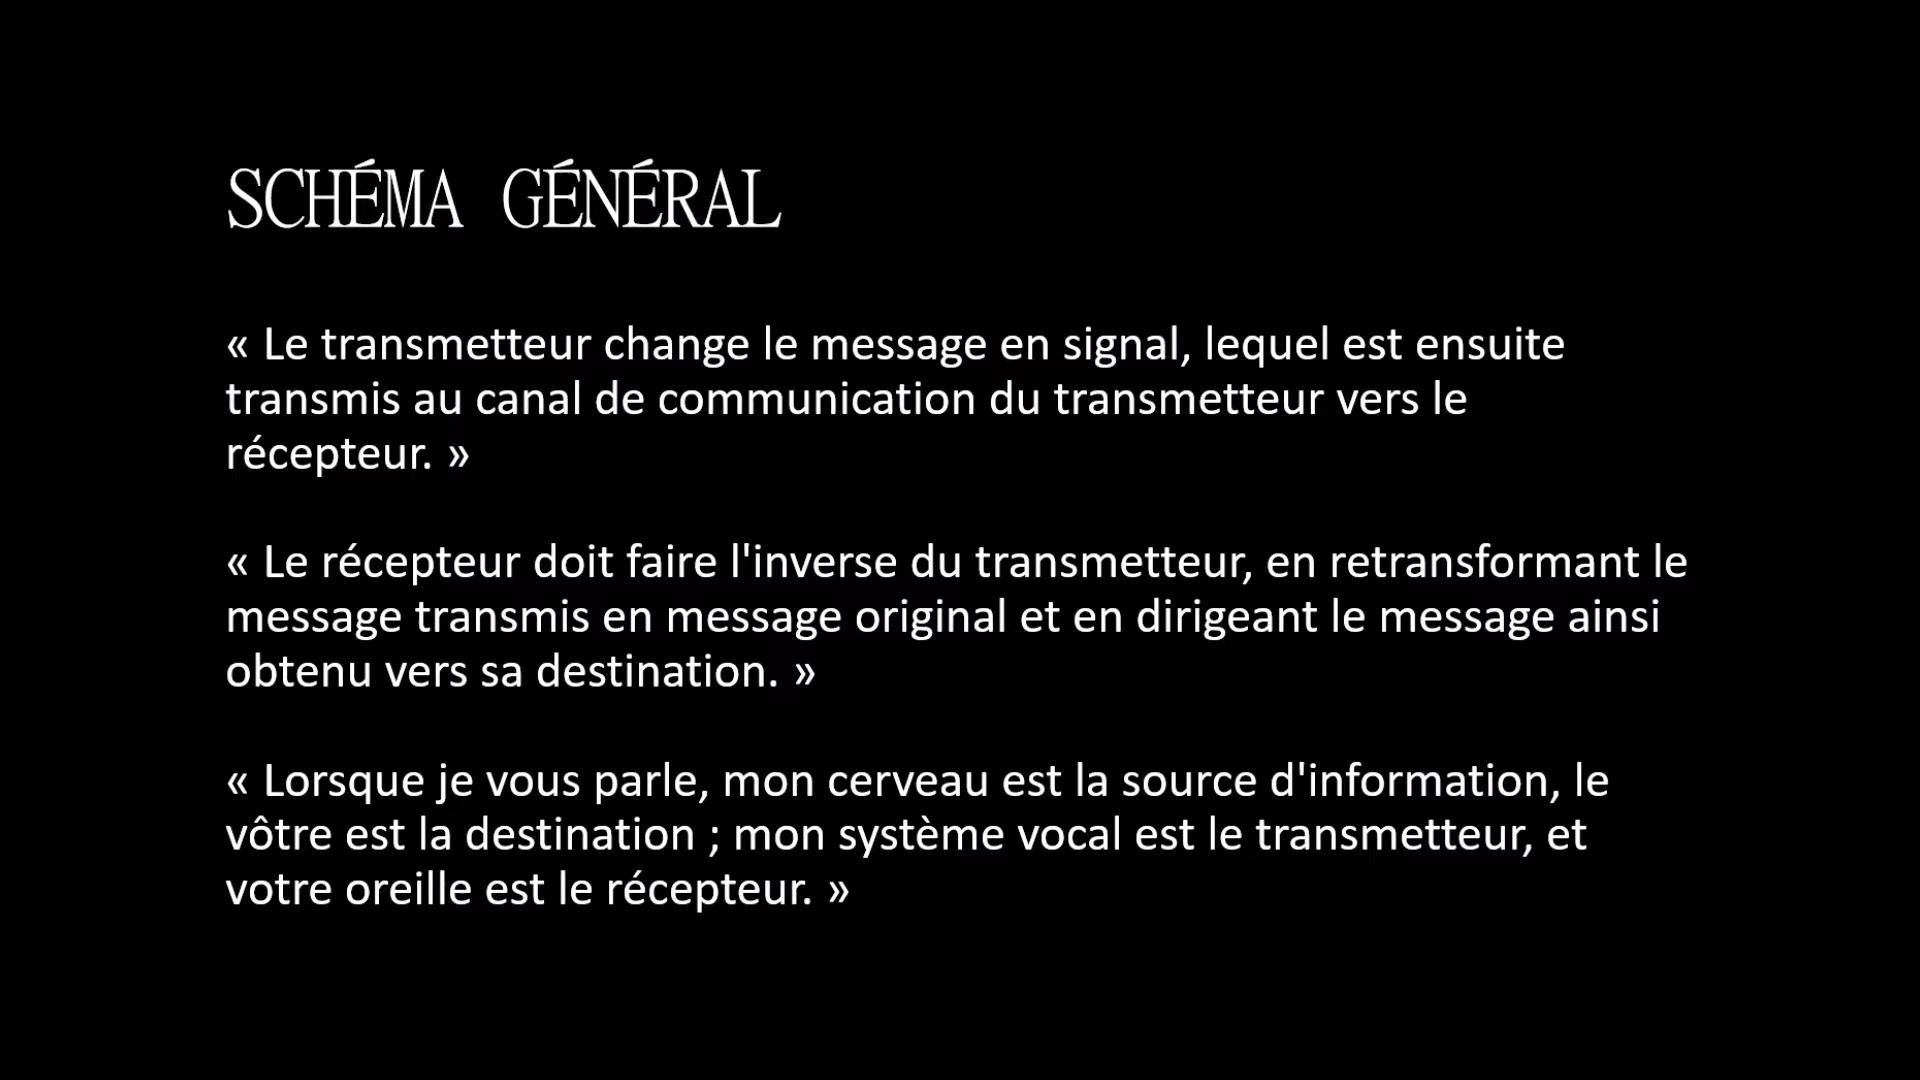 SCHÉMA GÉNÉRAL
« Le transmetteur change le message en signal, lequel est ensuite
transmis au canal de communication du transmetteur vers le
récepteur. »
« Le récepteur doit faire l'inverse du transmetteur, en retransformant le
message transmis en message original et en dirigeant le message ainsi
obtenu vers sa destination. »
« Lorsque je vous parle, mon cerveau est la source d'information, le
vôtre est la destination ; mon système vocal est le transmetteur, et
votre oreille est le récepteur. »